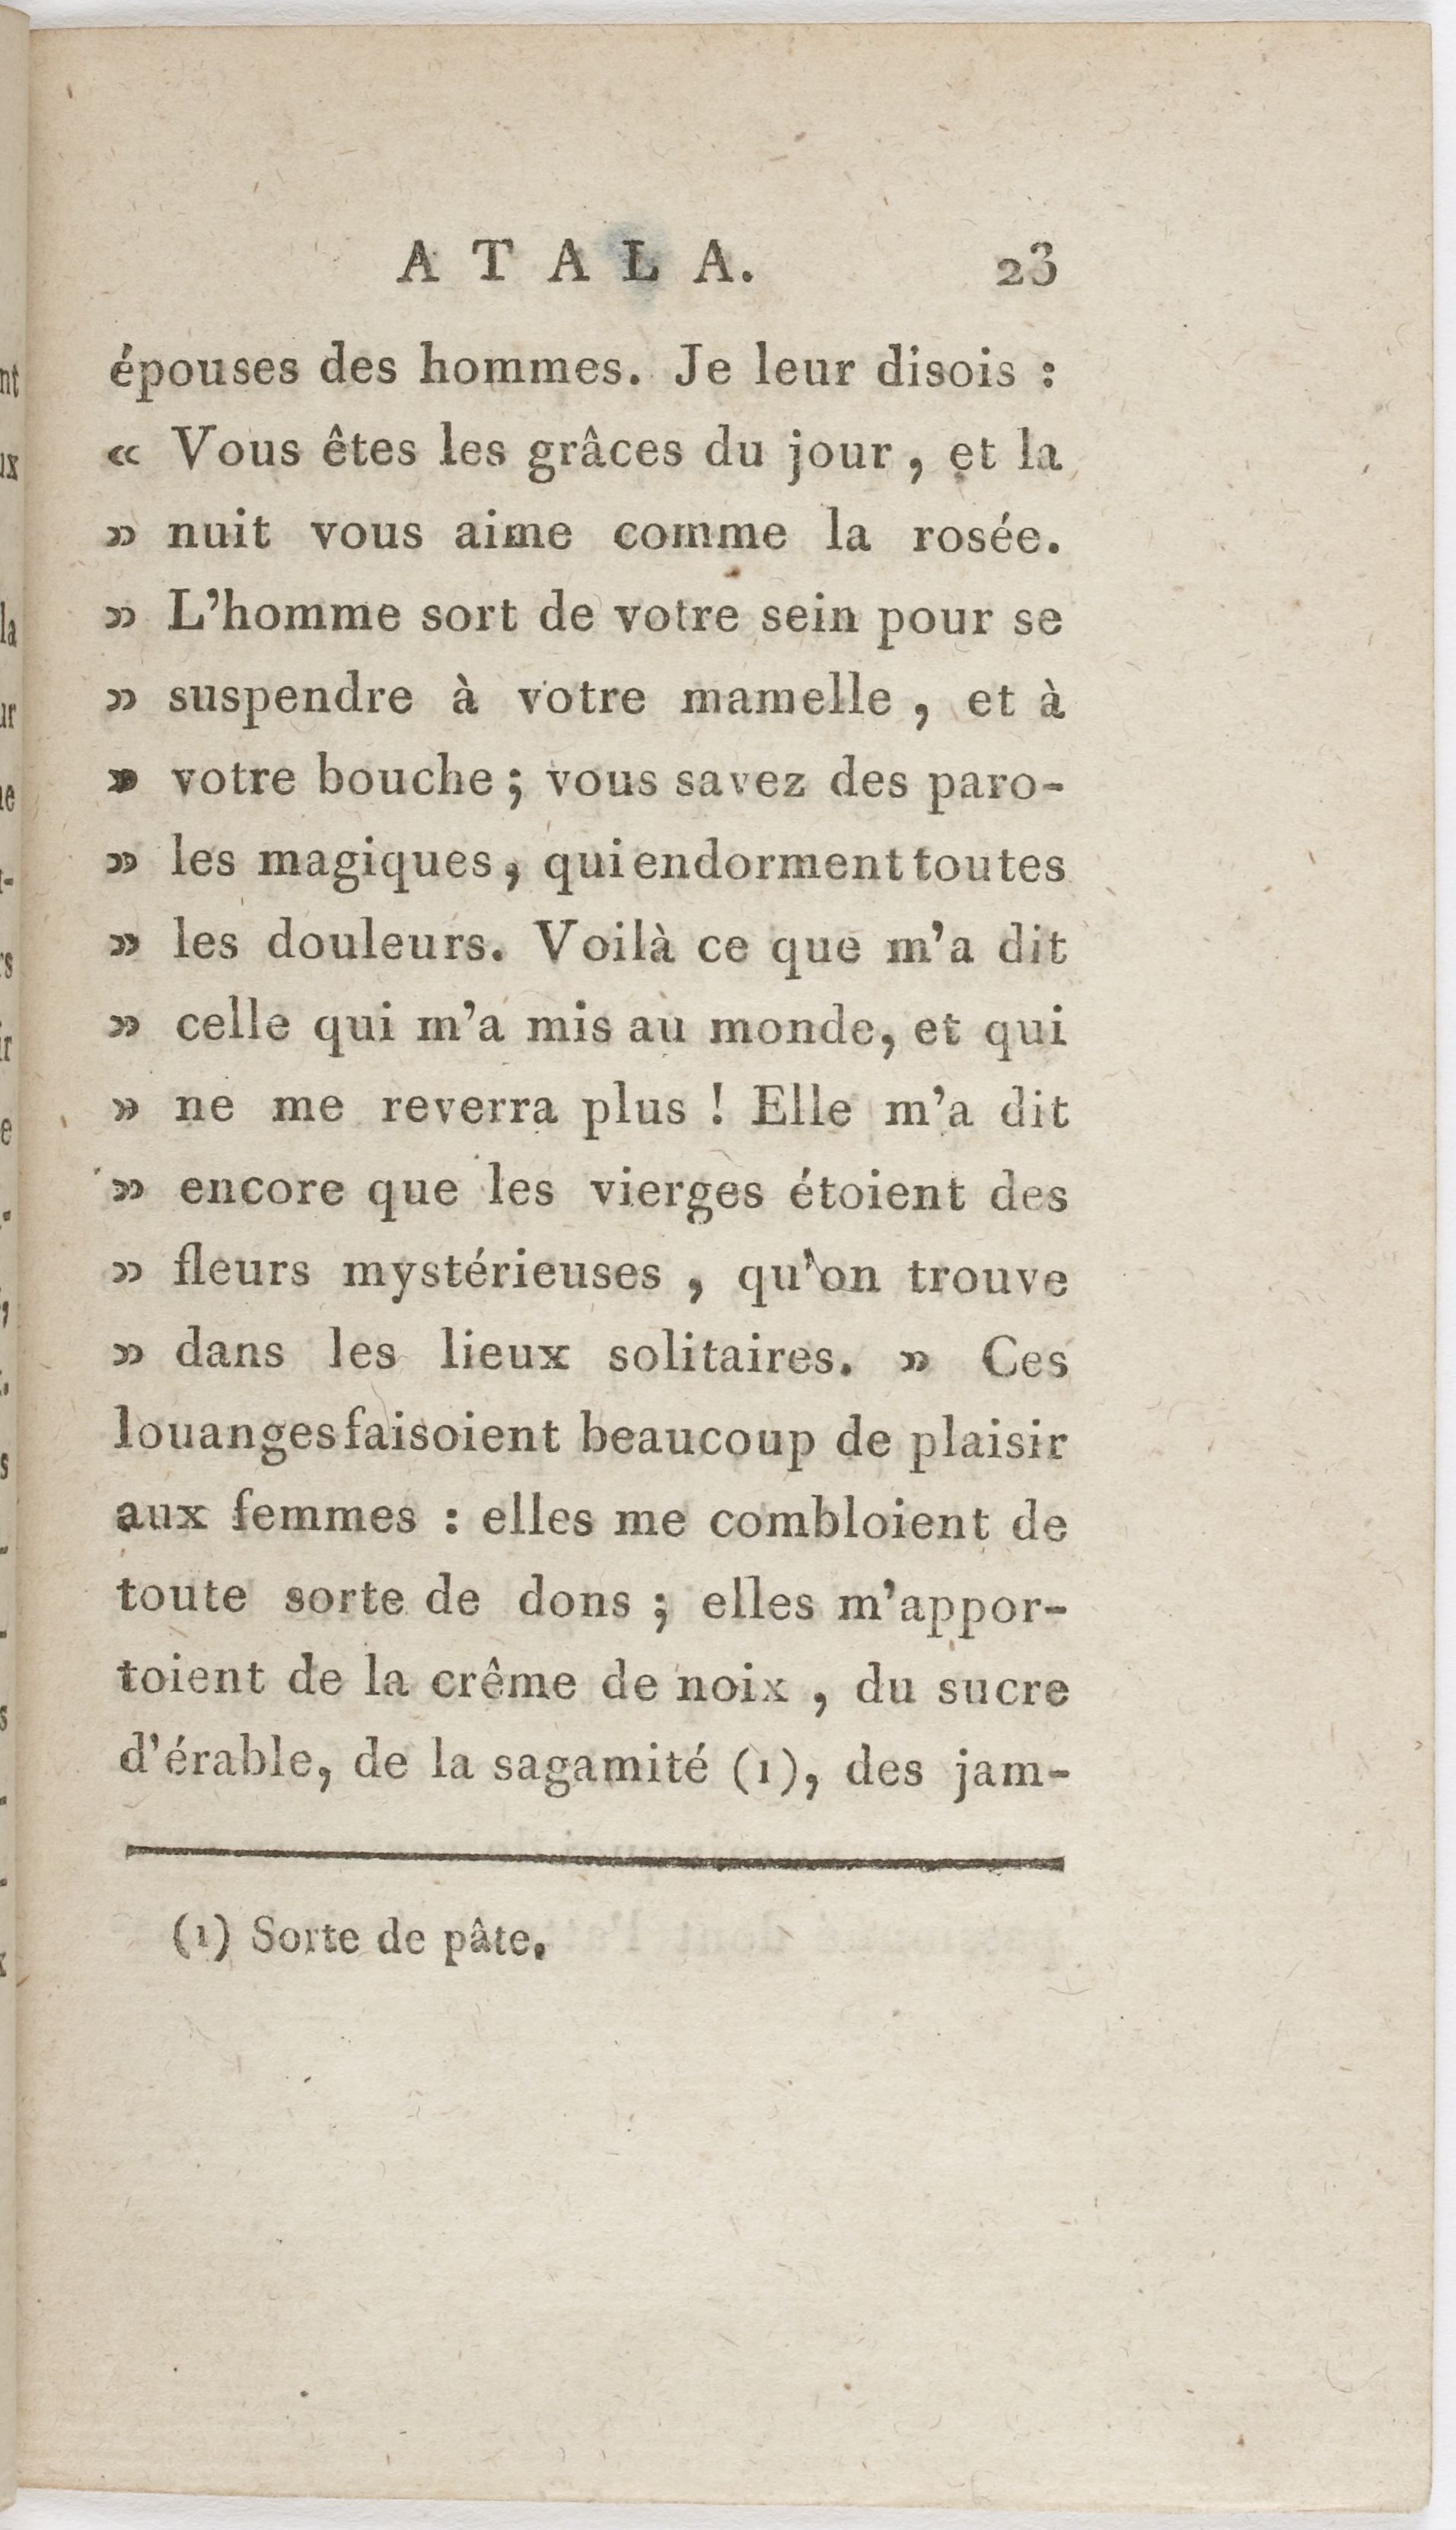 ATALA. 23
épouses des hommes. Je leur disois :
« Vous êtes les grâces du jour, et la
» nuit vous aime comme la rosée.
» L'homme sort de votre sein pour se
» suspendre à votre mamelle, et à
» votre bouche; vous savez des paro-
» les magiques, qui endorment toutes
» les douleurs. Voilà ce que m'a dit
» celle qui m'a mis au monde, et qui
» ne me reverra plus ! Elle m'a dit
» encore que les vierges étoient des
» fleurs mystérieuses, qu'on trouve
» dans les lieux solitaires. » Ces
louanges faisoient beaucoup de plaisir
aux femmes : elles me combloient de
toute sorte de dons ; elles m'appor-
toient de la crême de noix, du sucre
d'érable, de la sagamité (1), des jam-
(1) Sorte de pâte.